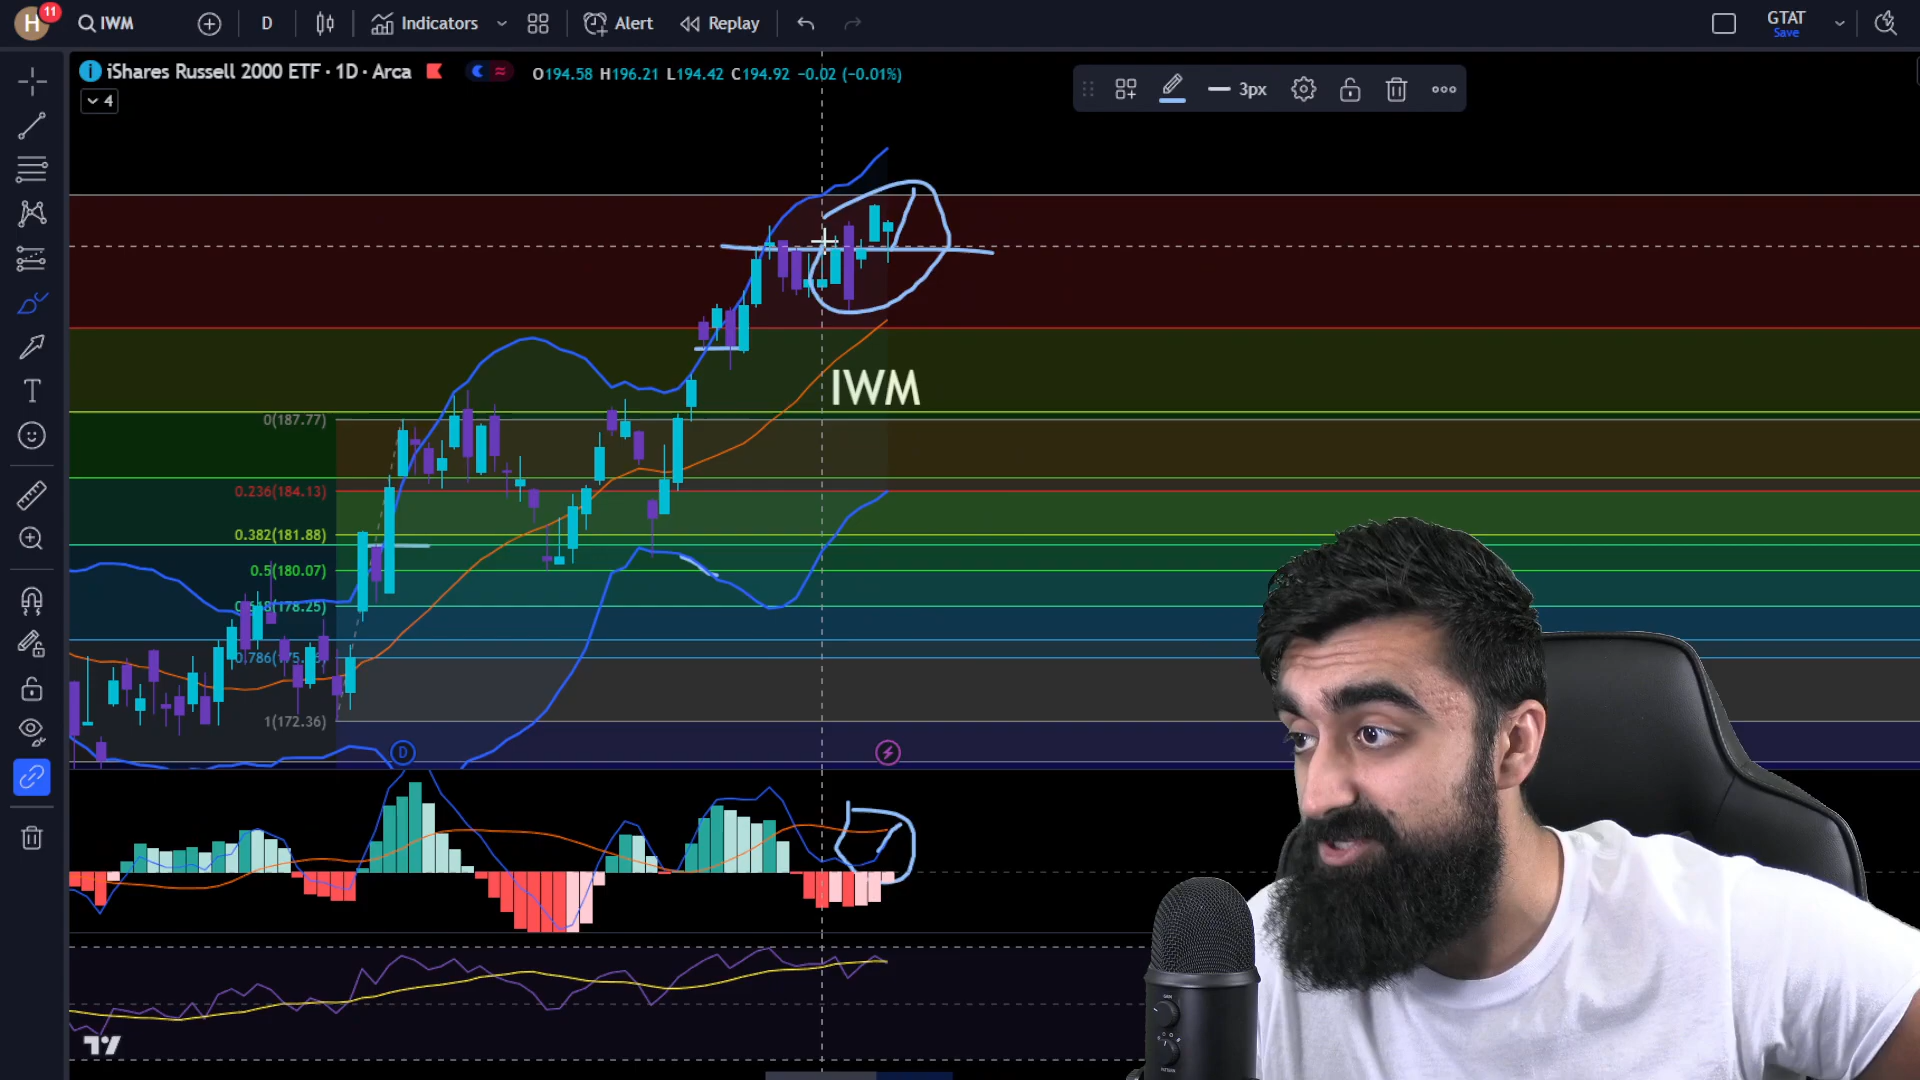 H
11
IWM
D
Indicators
Alert
Replay
GTAT
Save
iShares Russell 2000 ETF · 1D · Arca
O194.58 H196.21 L194.42 C194.92 −0.02 (−0.01%)
4
3px
IWM
0(187.77)
0.236(184.13)
0.382(181.88)
0.5(180.07)
1(172.36)
D